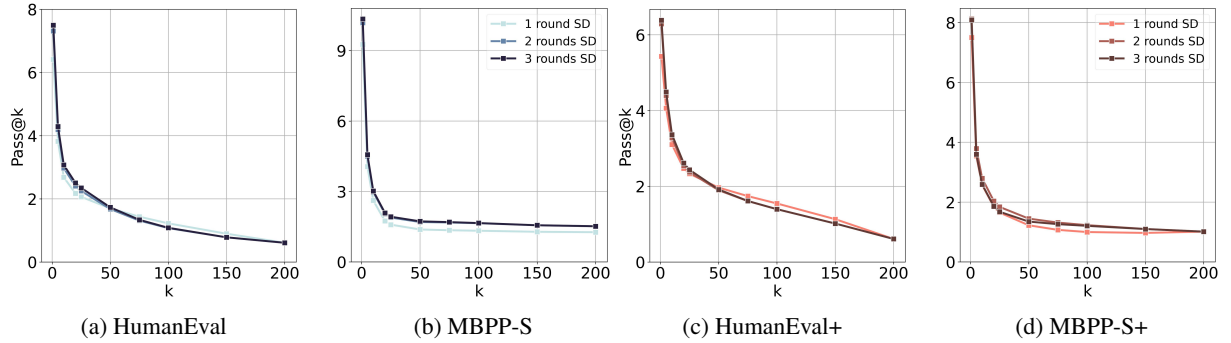 Pass@k
8
6
4
2
0
0 50 100 150 200
k
(a) HumanEval
9
6
3
0
1 round SD
2 rounds SD
3 rounds SD
0 50 100 150 200
k
(b) MBPP-S
Pass@k
6
4
2
0
0 50 100 150 200
k
(c) HumanEval+
8
6
4
2
0
1 round SD
2 rounds SD
3 rounds SD
0 50 100 150 200
k
(d) MBPP-S+